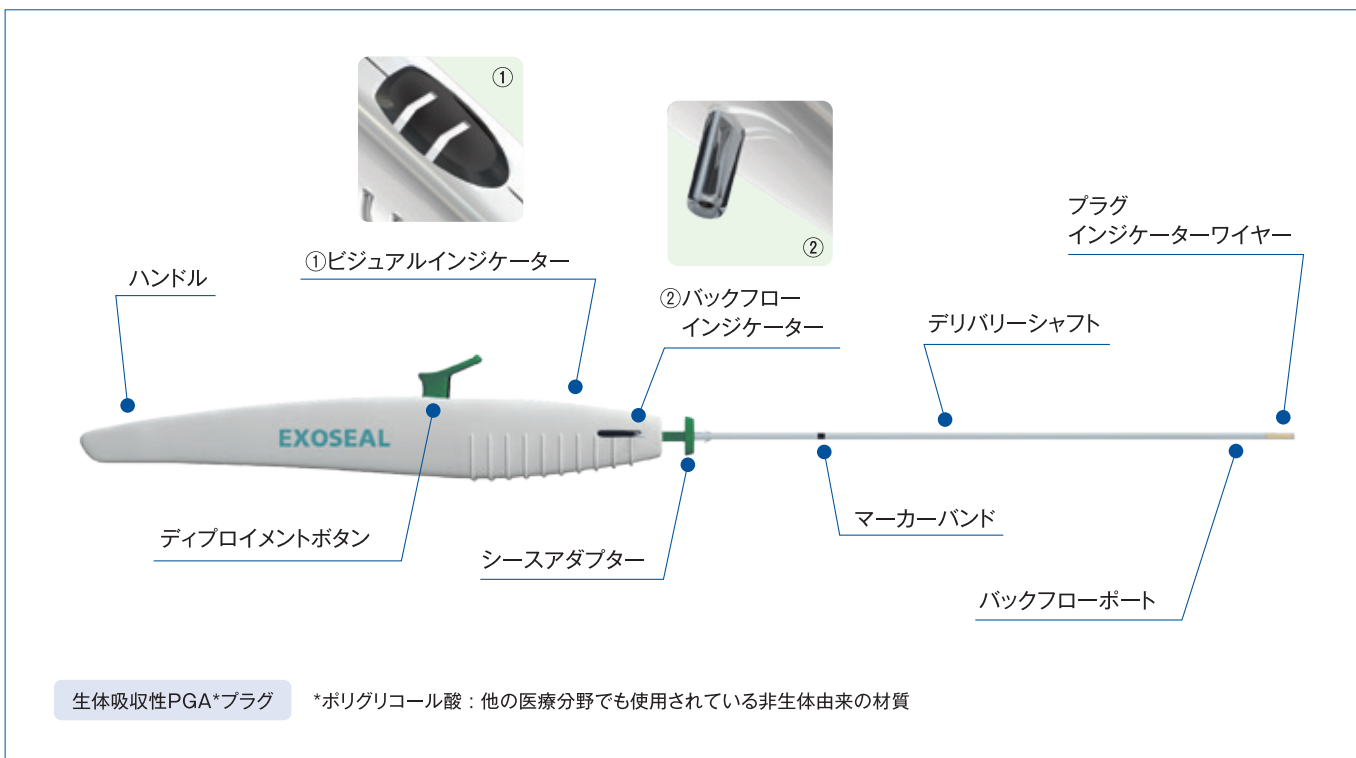 ①
②
プラグ
インジケーターワイヤー
①ビジュアルインジケーター
ハンドル
②バックフロー
インジケーター
デリバリーシャフト
EXOSEAL
マーカーバンド
ディプロイメントボタン
シースアダプター
バックフローポート
生体吸収性PGA*プラグ
*ポリグリコール酸：他の医療分野でも使用されている非生体由来の材質